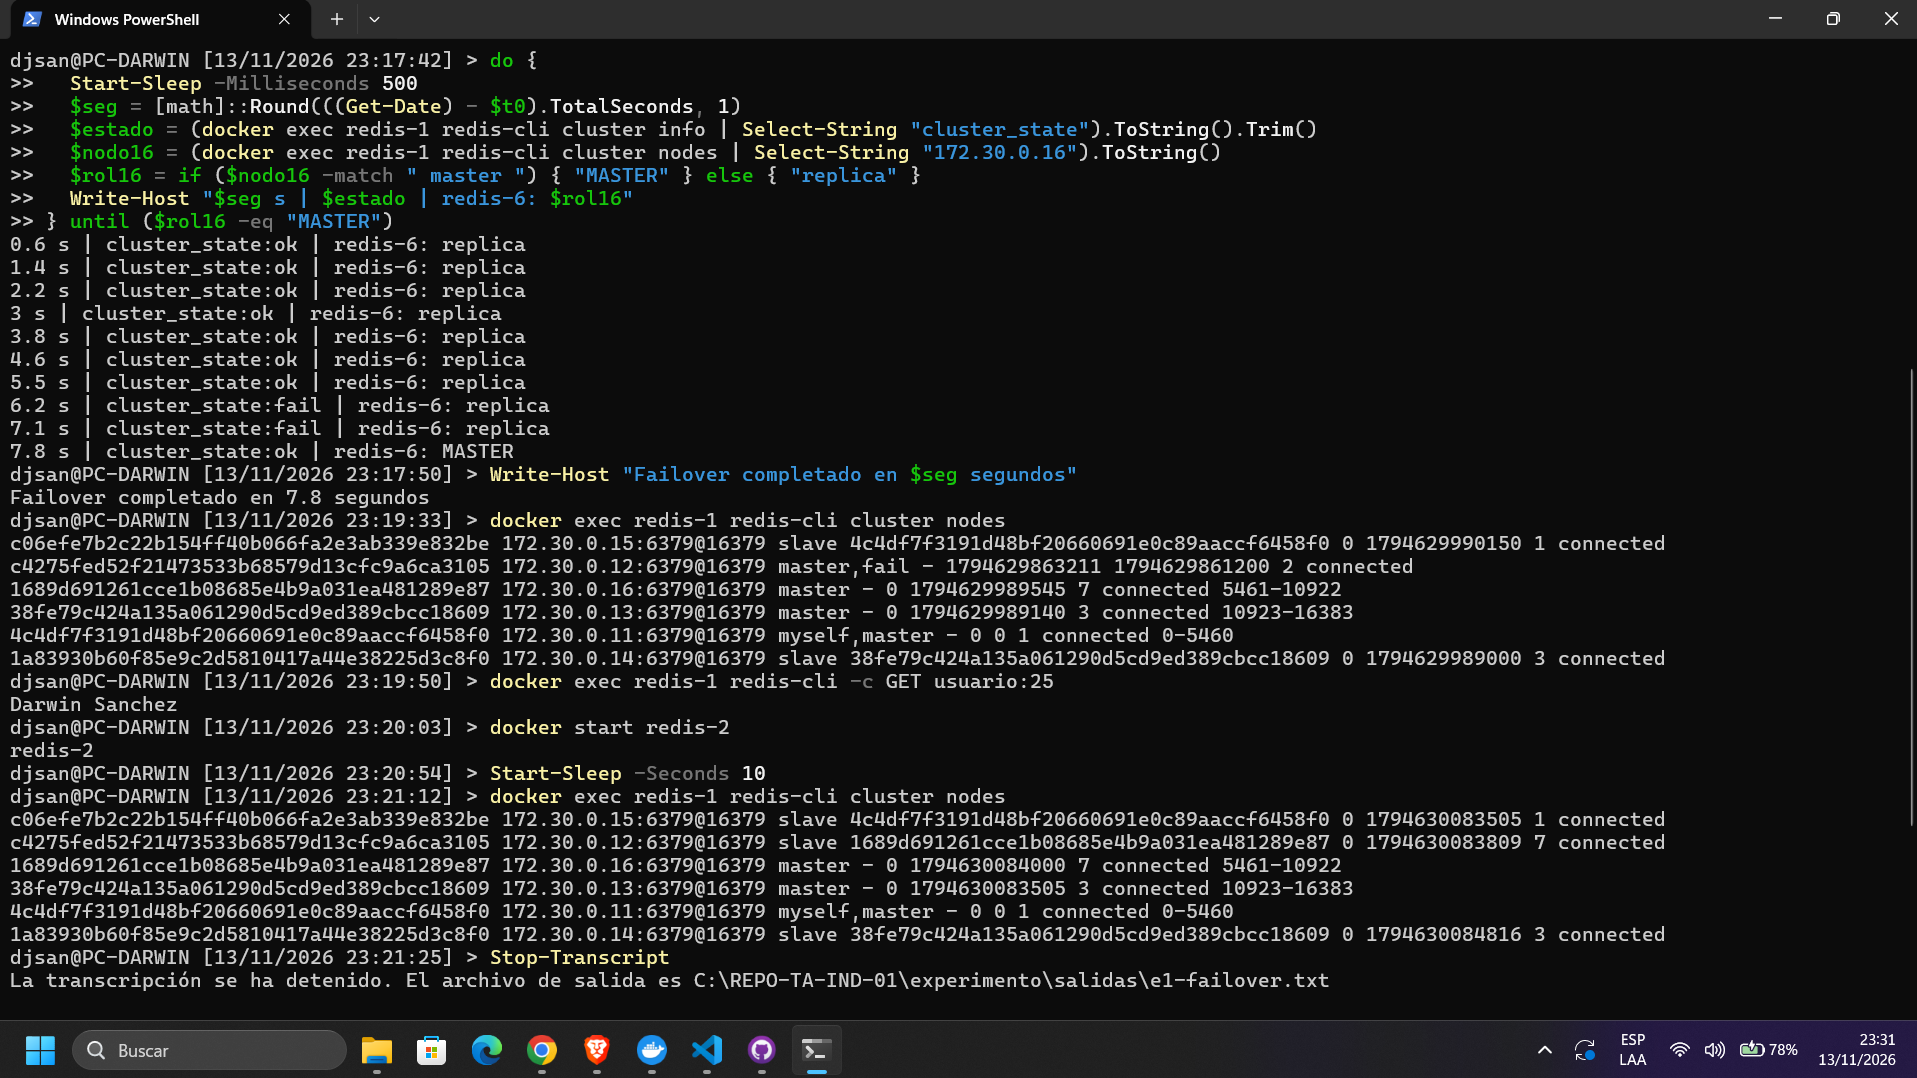 Windows PowerShell
djsan@PC-DARWIN [13/11/2026 23:17:42] > do {
>>   Start-Sleep -Milliseconds 500
>>   $seg = [math]::Round(((Get-Date) - $t0).TotalSeconds, 1)
>>   $estado = (docker exec redis-1 redis-cli cluster info | Select-String "cluster_state").ToString().Trim()
>>   $nodo16 = (docker exec redis-1 redis-cli cluster nodes | Select-String "172.30.0.16").ToString()
>>   $rol16 = if ($nodo16 -match " master ") { "MASTER" } else { "replica" }
>>   Write-Host "$seg s | $estado | redis-6: $rol16"
>> } until ($rol16 -eq "MASTER")
0.6 s | cluster_state:ok | redis-6: replica
1.4 s | cluster_state:ok | redis-6: replica
2.2 s | cluster_state:ok | redis-6: replica
3 s | cluster_state:ok | redis-6: replica
3.8 s | cluster_state:ok | redis-6: replica
4.6 s | cluster_state:ok | redis-6: replica
5.5 s | cluster_state:ok | redis-6: replica
6.2 s | cluster_state:fail | redis-6: replica
7.1 s | cluster_state:fail | redis-6: replica
7.8 s | cluster_state:ok | redis-6: MASTER
djsan@PC-DARWIN [13/11/2026 23:17:50] > Write-Host "Failover completado en $seg segundos"
Failover completado en 7.8 segundos
djsan@PC-DARWIN [13/11/2026 23:19:33] > docker exec redis-1 redis-cli cluster nodes
c06efe7b2c22b154ff40b066fa2e3ab339e832be 172.30.0.15:6379@16379 slave 4c4df7f3191d48bf20660691e0c89aaccf6458f0 0 1794629990150 1 connected
c4275fed52f21473533b68579d13cfc9a6ca3105 172.30.0.12:6379@16379 master,fail - 1794629863211 1794629861200 2 connected
1689d691261cce1b08685e4b9a031ea481289e87 172.30.0.16:6379@16379 master - 0 1794629989545 7 connected 5461-10922
38fe79c424a135a061290d5cd9ed389cbcc18609 172.30.0.13:6379@16379 master - 0 1794629989140 3 connected 10923-16383
4c4df7f3191d48bf20660691e0c89aaccf6458f0 172.30.0.11:6379@16379 myself,master - 0 0 1 connected 0-5460
1a83930b60f85e9c2d5810417a44e38225d3c8f0 172.30.0.14:6379@16379 slave 38fe79c424a135a061290d5cd9ed389cbcc18609 0 1794629989000 3 connected
djsan@PC-DARWIN [13/11/2026 23:19:50] > docker exec redis-1 redis-cli -c GET usuario:25
Darwin Sanchez
djsan@PC-DARWIN [13/11/2026 23:20:03] > docker start redis-2
redis-2
djsan@PC-DARWIN [13/11/2026 23:20:54] > Start-Sleep -Seconds 10
djsan@PC-DARWIN [13/11/2026 23:21:12] > docker exec redis-1 redis-cli cluster nodes
c06efe7b2c22b154ff40b066fa2e3ab339e832be 172.30.0.15:6379@16379 slave 4c4df7f3191d48bf20660691e0c89aaccf6458f0 0 1794630083505 1 connected
c4275fed52f21473533b68579d13cfc9a6ca3105 172.30.0.12:6379@16379 slave 1689d691261cce1b08685e4b9a031ea481289e87 0 1794630083809 7 connected
1689d691261cce1b08685e4b9a031ea481289e87 172.30.0.16:6379@16379 master - 0 1794630084000 7 connected 5461-10922
38fe79c424a135a061290d5cd9ed389cbcc18609 172.30.0.13:6379@16379 master - 0 1794630083505 3 connected 10923-16383
4c4df7f3191d48bf20660691e0c89aaccf6458f0 172.30.0.11:6379@16379 myself,master - 0 0 1 connected 0-5460
1a83930b60f85e9c2d5810417a44e38225d3c8f0 172.30.0.14:6379@16379 slave 38fe79c424a135a061290d5cd9ed389cbcc18609 0 1794630084816 3 connected
djsan@PC-DARWIN [13/11/2026 23:21:25] > Stop-Transcript
La transcripción se ha detenido. El archivo de salida es C:\REPO-TA-IND-01\experimento\salidas\e1-failover.txt
Buscar
ESP
LAA
78%
23:31
13/11/2026